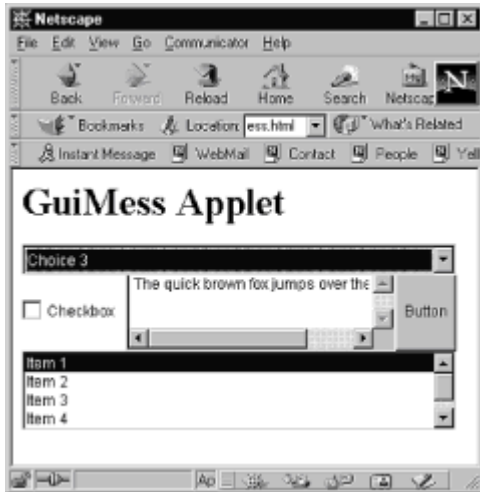 Netscape
File Edit View Go Communicator Help
Back Forward Reload Home Search Netscap
Bookmarks Location: ess.html What's Related
Instant Message WebMail Contact People Yell
GuiMess Applet
Choice 3
Checkbox
The quick brown fox jumps over the
Button
Item 1
Item 2
Item 3
Item 4
Ap